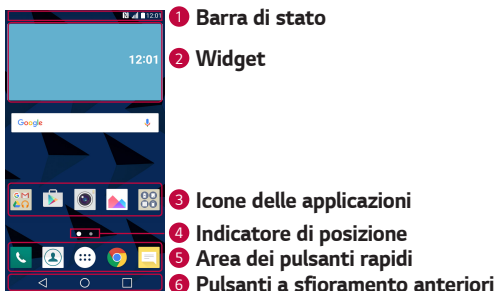 12:01
1 Barra di stato
12:01
2 Widget
Google
3 Icone delle applicazioni
4 Indicatore di posizione
5 Area dei pulsanti rapidi
6 Pulsanti a sfioramento anteriori